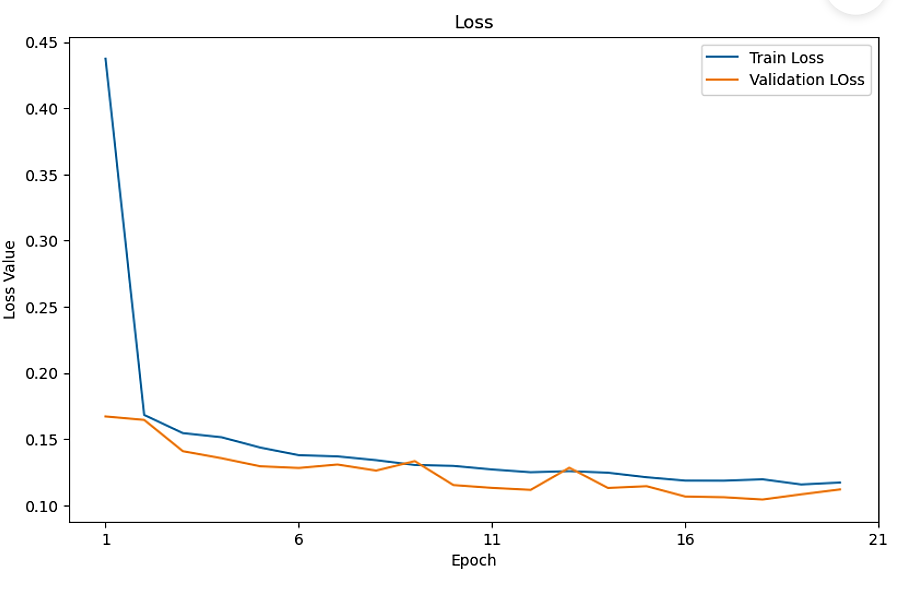 Loss
0.45
0.40
0.35
0.30
0.25
0.20
0.15
0.10
Loss Value
Train Loss
Validation LOss
1 6 11 16 21
Epoch